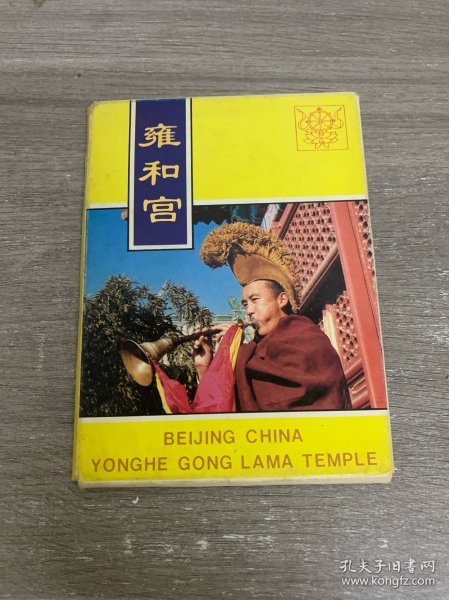 雍和宫
BEIJING CHINA
YONGHE GONG LAMA TEMPLE
孔夫子旧书网
www.kongfz.com